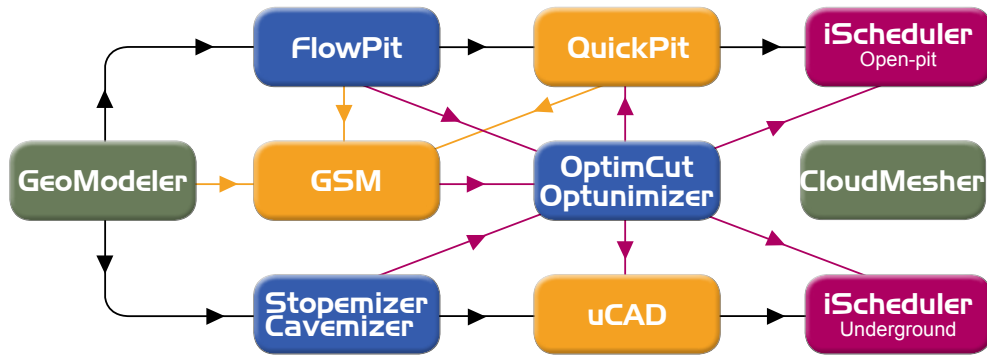 FlowPit
QuickPit
iScheduler
Open-pit
GeoModeler
GSM
OptimCut
Optunimizer
CloudMesher
Stopemizer
Cavemizer
uCAD
iScheduler
Underground